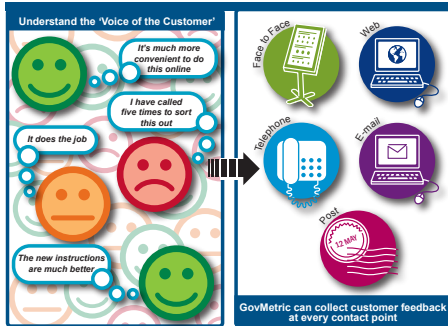 Understand the 'Voice of the Customer'
It's much more
convenient to do
this online
I have called
five times to sort
this out
It does the job
The new instructions
are much better
Face to Face
Web
Telephone
E-mail
Post
12 MAY
GovMetric can collect customer feedback
at every contact point